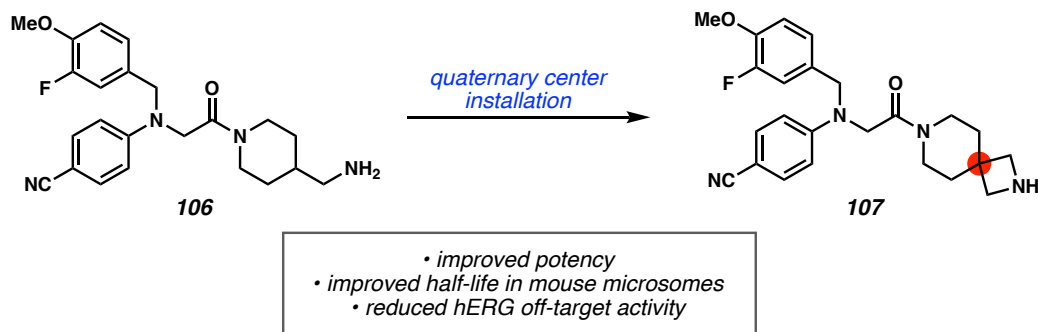 MeO
F
O
N
N
NC
NH₂
106
quaternary center
installation
MeO
F
O
N
N
NC
NH
107
• improved potency
• improved half-life in mouse microsomes
• reduced hERG off-target activity